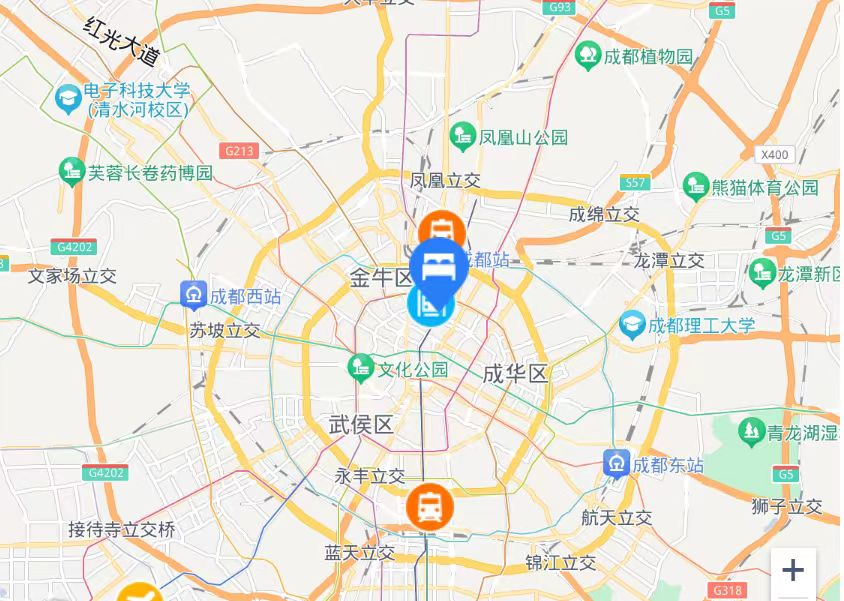 G93
G5
红光大道
成都植物园
电子科技大学
(清水河校区)
凤凰山公园
G213
X400
芙蓉长卷药博园
凤凰立交
S57
熊猫体育公园
成绵立交
G5
G4202
成都站
龙潭立交
文家场立交
金牛区
龙潭新区
成都西站
苏坡立交
成都理工大学
文化公园
成华区
武侯区
青龙湖湿
成都东站
G4202
永丰立交
G5
狮子立交
航天立交
接待寺立交桥
蓝天立交
锦江立交
+
G318